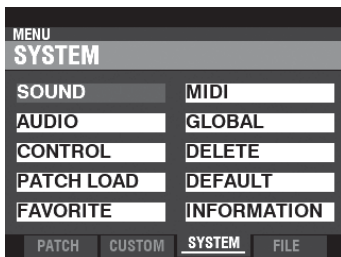 MENU
SYSTEM
SOUND MIDI
AUDIO GLOBAL
CONTROL DELETE
PATCH LOAD DEFAULT
FAVORITE INFORMATION
PATCH CUSTOM SYSTEM FILE